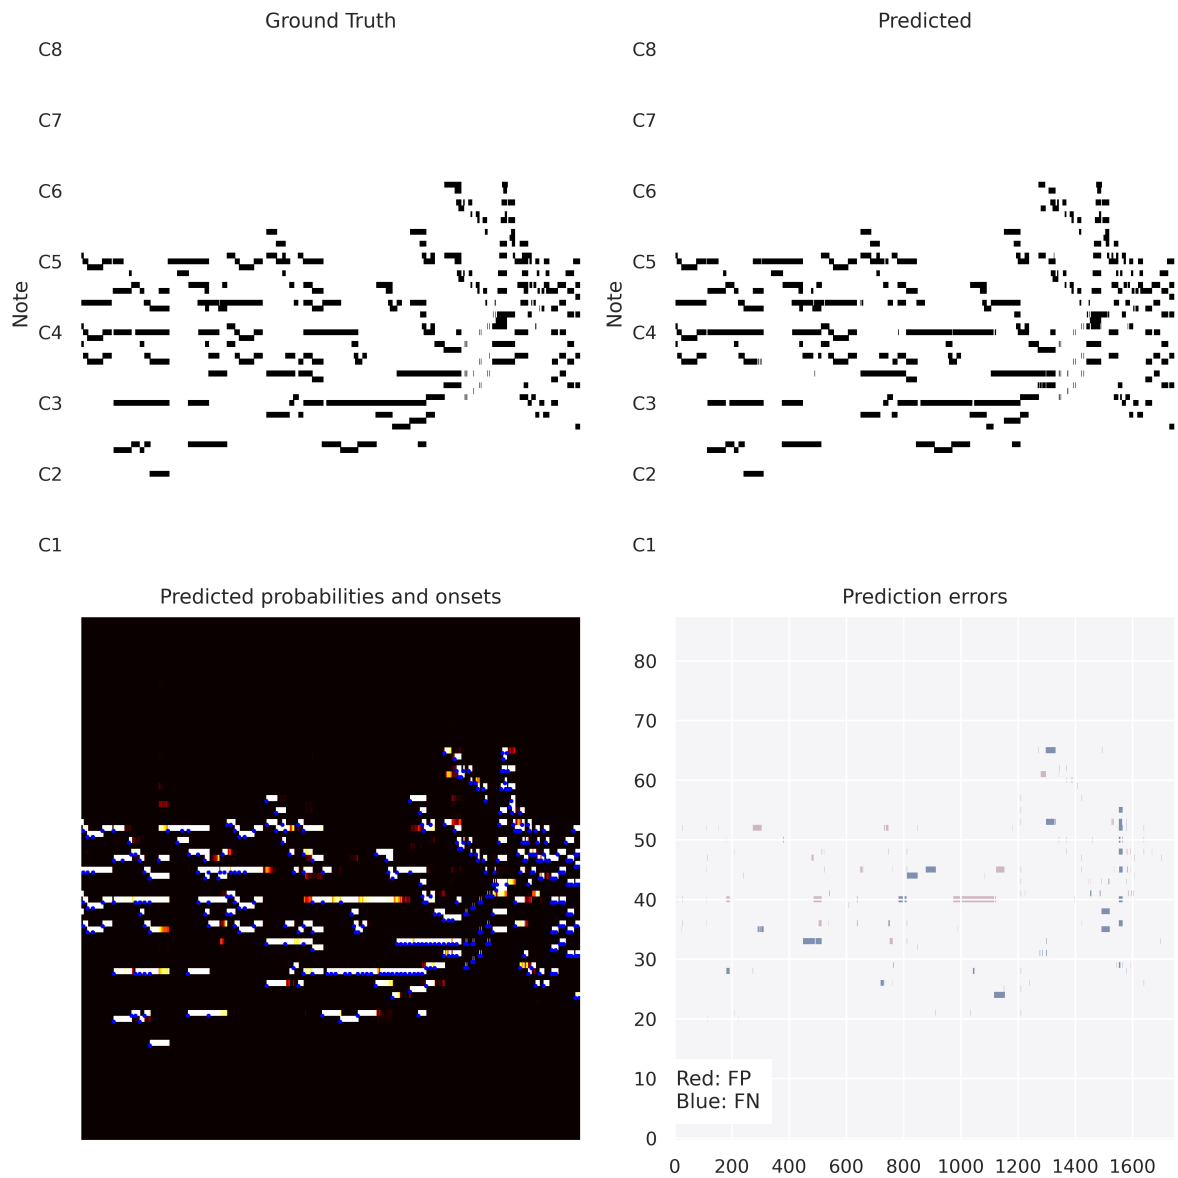 Ground Truth
C8
C7
C6
C5
C4
C3
C2
C1
Note
Predicted
C8
C7
C6
C5
C4
C3
C2
C1
Note
Predicted probabilities and onsets
Prediction errors
80
70
60
50
40
30
20
10
0
Red: FP
Blue: FN
0 200 400 600 800 1000 1200 1400 1600